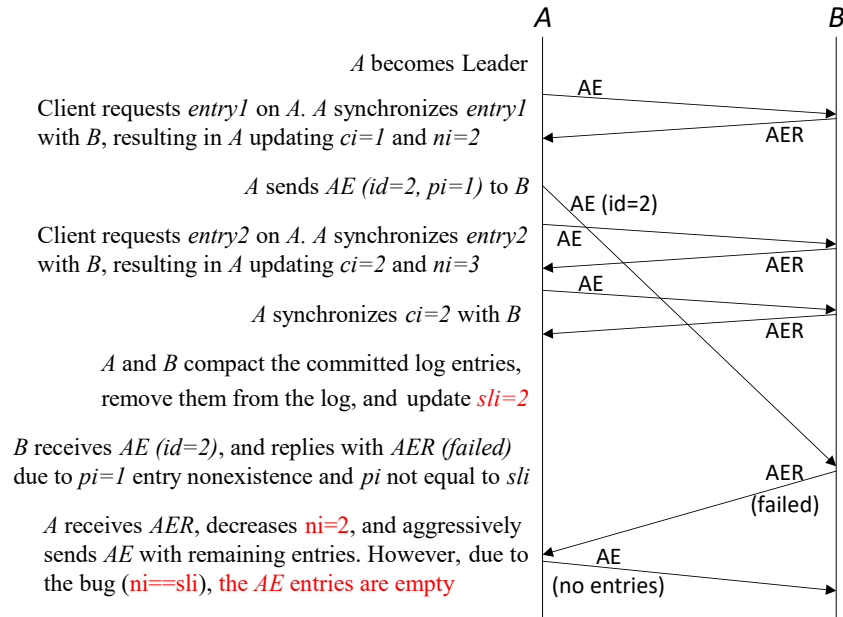 A B
A becomes Leader
AE
Client requests entry1 on A. A synchronizes entry1
with B, resulting in A updating ci=1 and ni=2
AER
A sends AE (id=2, pi=1) to B
AE (id=2)
Client requests entry2 on A. A synchronizes entry2
with B, resulting in A updating ci=2 and ni=3
AE
AER
AE
A synchronizes ci=2 with B
AER
A and B compact the committed log entries,
remove them from the log, and update sli=2
B receives AE (id=2), and replies with AER (failed)
due to pi=1 entry nonexistence and pi not equal to sli
AER
(failed)
A receives AER, decreases ni=2, and aggressively
sends AE with remaining entries. However, due to
the bug (ni==sli), the AE entries are empty
AE
(no entries)